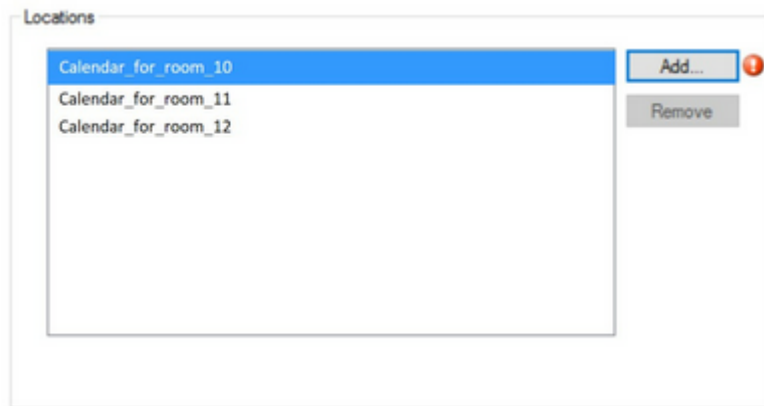 Locations
Calendar_for_room_10
Add...
Calendar_for_room_11
Remove
Calendar_for_room_12